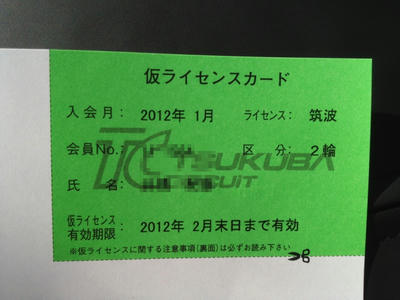 仮ライセンスカード
入会月： 2012年 1月 ライセンス： 筑波
会員No.： 区 分： 2輪
TSUKUBA
CIRCUIT
氏 名：
仮ライセンス
有効期限： 2012年 2月末日まで有効
※仮ライセンスに関する注意事項(裏面)は必ずお読み下さい